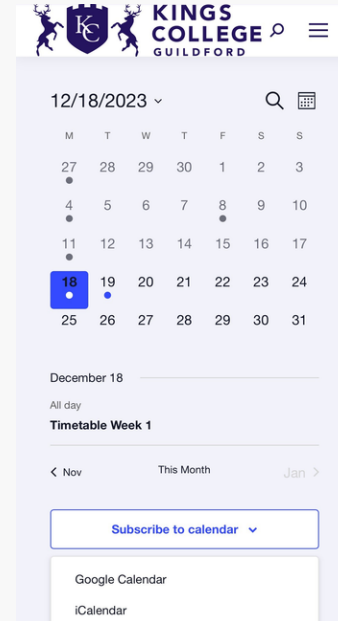 KINGS
COLLEGE
GUILDFORD
KC
12/18/2023
M T W T F S S
27 28 29 30 1 2 3
4 5 6 7 8 9 10
11 12 13 14 15 16 17
18 19 20 21 22 23 24
25 26 27 28 29 30 31
December 18
All day
Timetable Week 1
Nov This Month Jan
Subscribe to calendar
Google Calendar
iCalendar